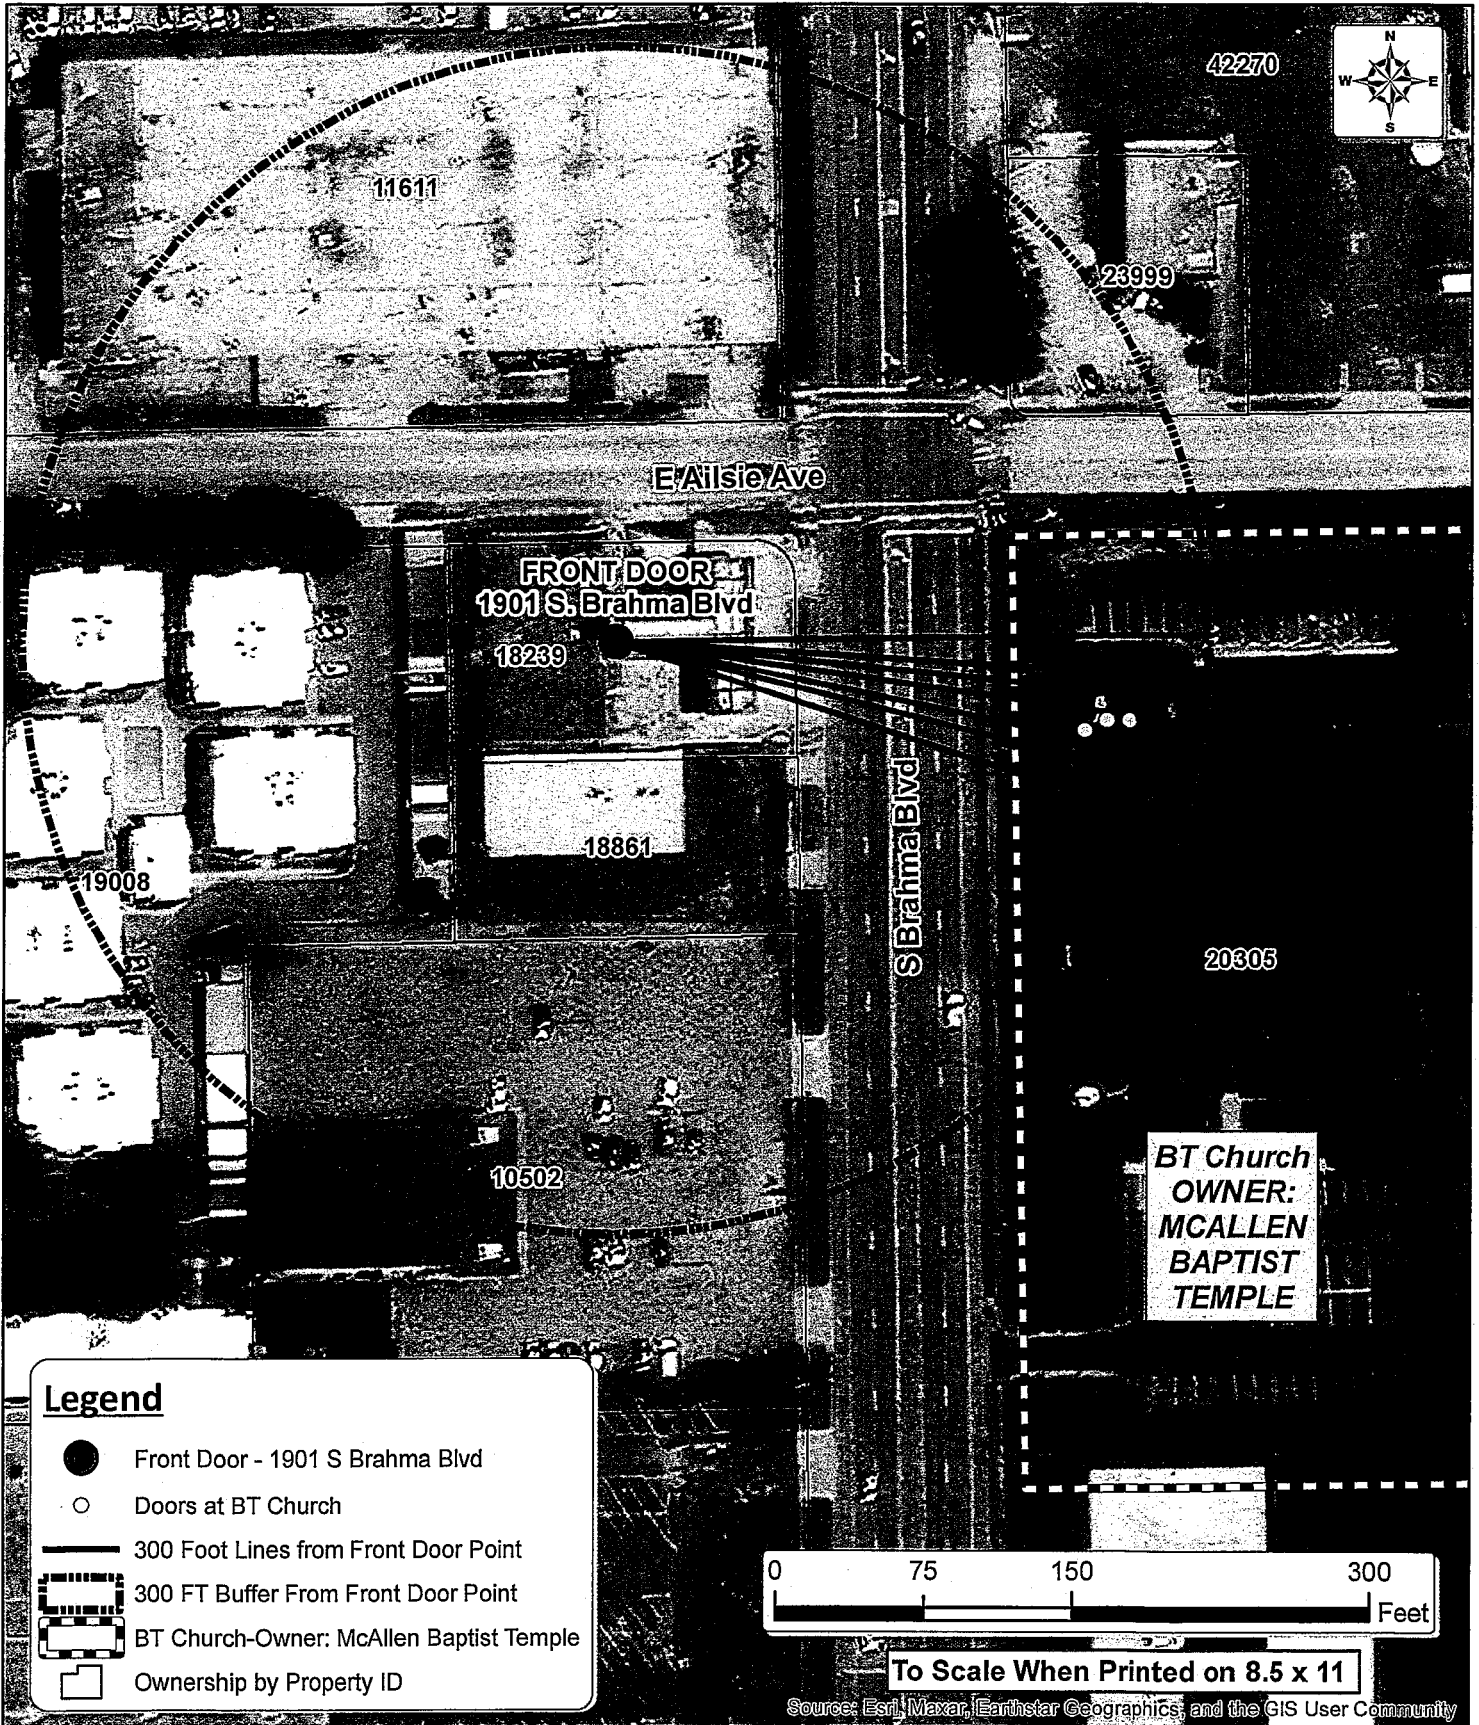 42270
N
W E
S
11611
23999
E Ailsie Ave
FRONT DOOR
1901 S. Brahma Blvd
18239
S Brahma Blvd
18861
19008
20305
10502
BT Church
OWNER:
MCALLEN
BAPTIST
TEMPLE
Legend
Front Door - 1901 S Brahma Blvd
Doors at BT Church
300 Foot Lines from Front Door Point
300 FT Buffer From Front Door Point
BT Church-Owner: McAllen Baptist Temple
Ownership by Property ID
0 75 150 300
Feet
To Scale When Printed on 8.5 x 11
Source: Esri, Maxar, Earthstar Geographics, and the GIS User Community